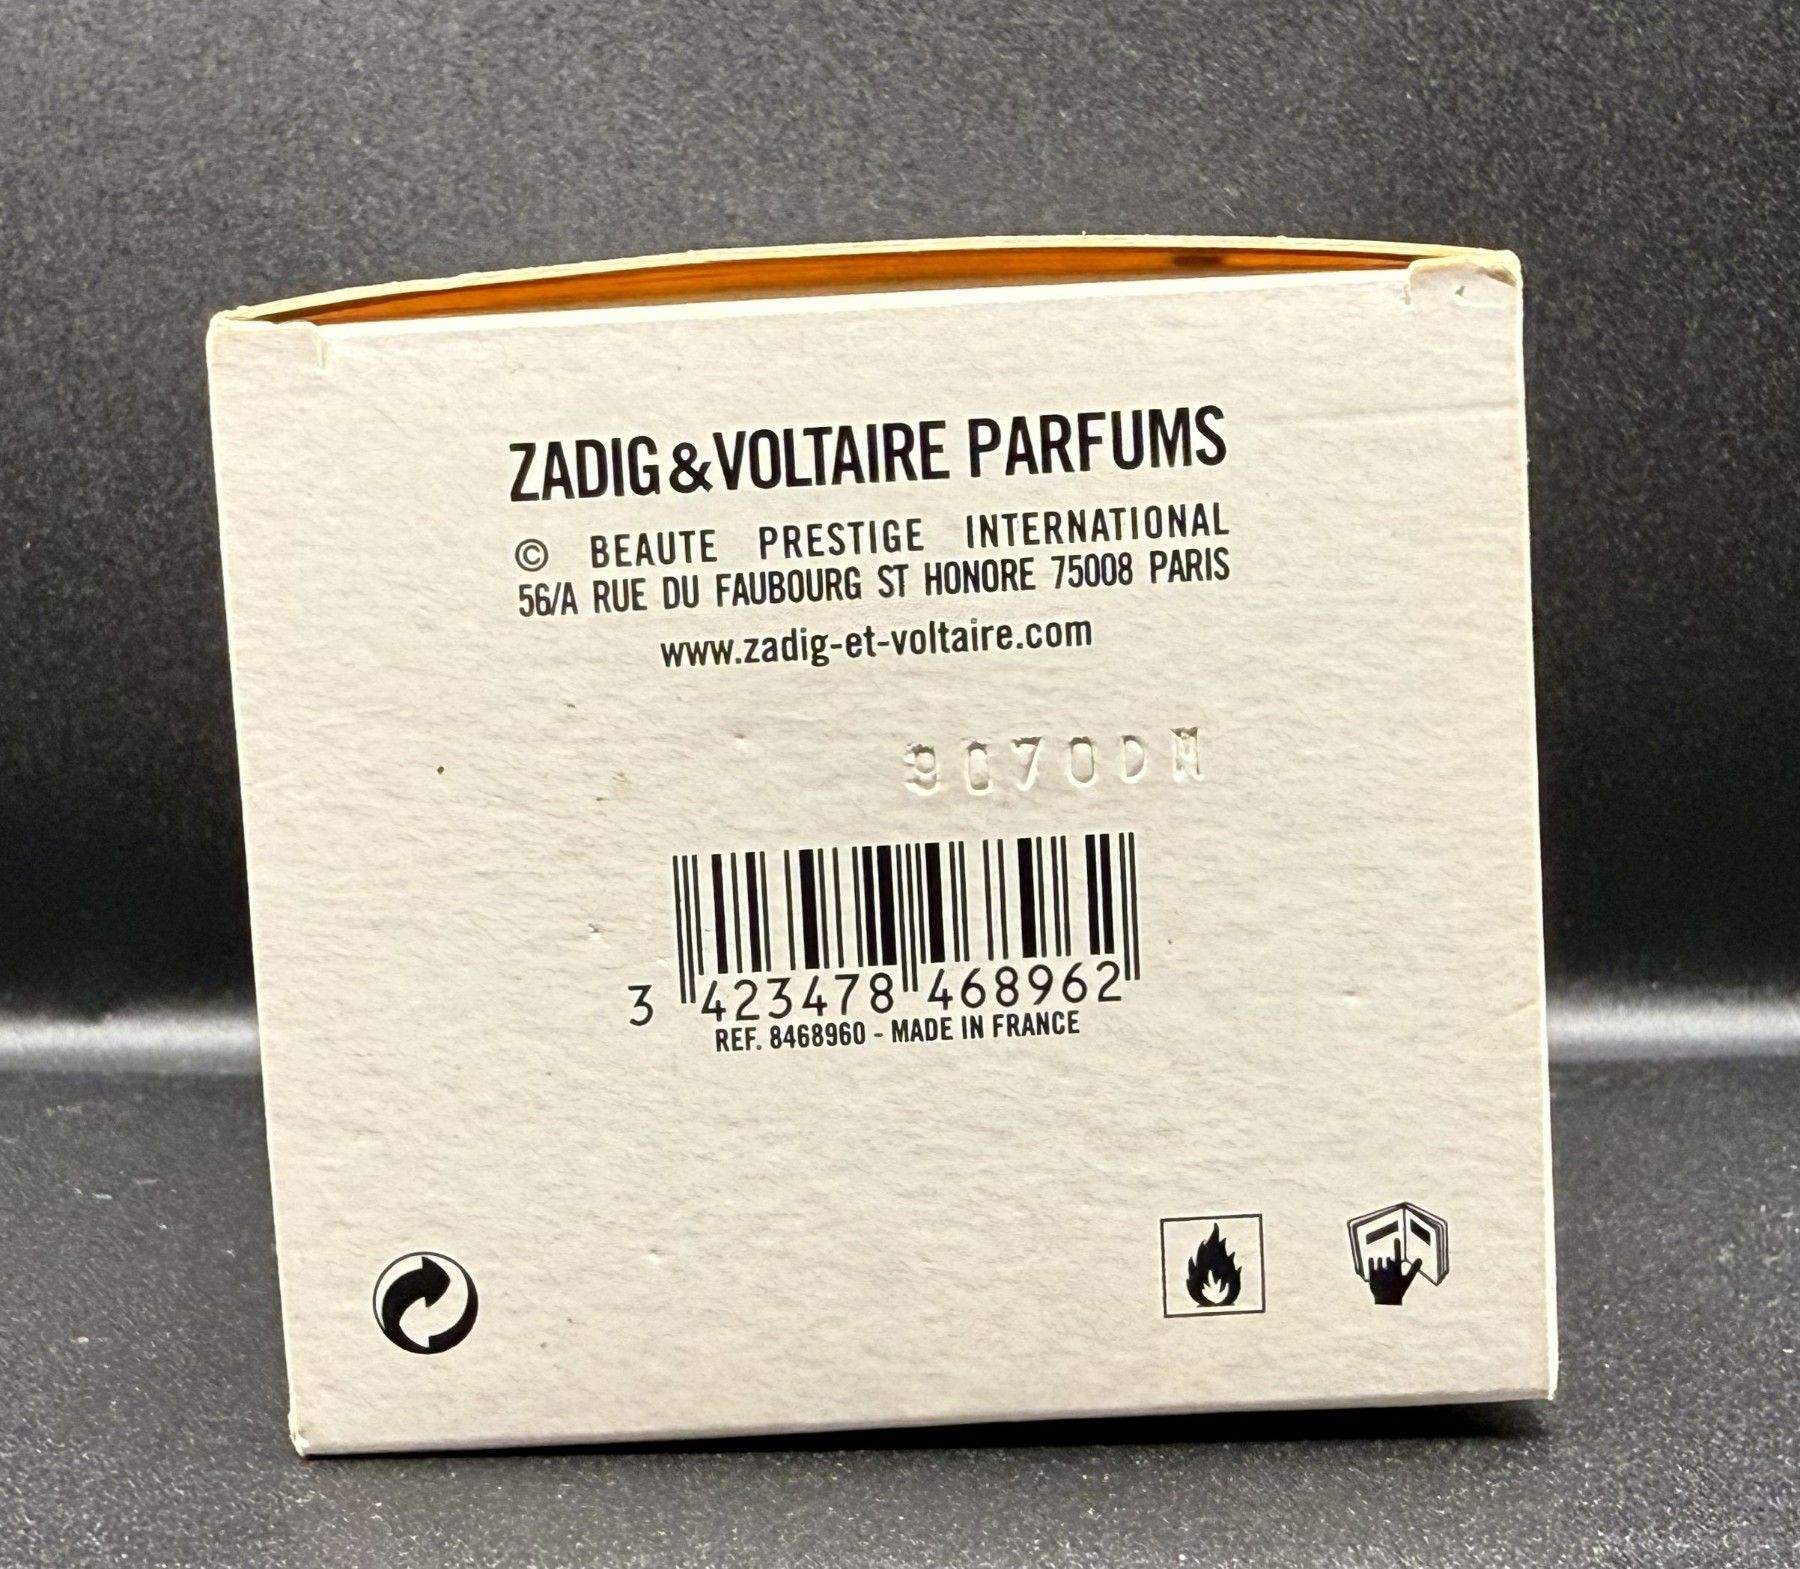 ZADIG&VOLTAIRE PARFUMS
© BEAUTE PRESTIGE INTERNATIONAL
56/A RUE DU FAUBOURG ST HONORE 75008 PARIS
www.zadig-et-voltaire.com
3 423478 468962
REF. 8468960 - MADE IN FRANCE